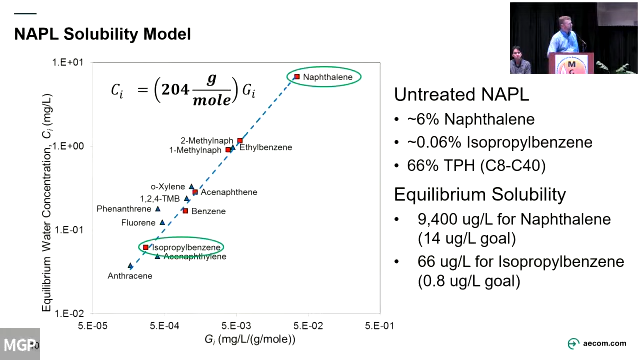 NAPL Solubility Model
1.E+01
1.E+00
1.E-01
1.E-02
Equilibrium Water Concentration, Ci (mg/L)
Ci = (204 g/mole) Gi
Naphthalene
2-Methylnaph
1-Methylnaph
Ethylbenzene
o-Xylene
Acenaphthene
1,2,4-TMB
Phenanthrene
Benzene
Fluorene
Isopropylbenzene
Acenaphthylene
Anthracene
5.E-05
5.E-04
5.E-03
5.E-02
5.E-01
Gi (mg/L/(g/mole))
Untreated NAPL
• ~6% Naphthalene
• ~0.06% Isopropylbenzene
• 66% TPH (C8-C40)
Equilibrium Solubility
• 9,400 ug/L for Naphthalene
(14 ug/L goal)
• 66 ug/L for Isopropylbenzene
(0.8 ug/L goal)
MGP
aecom.com